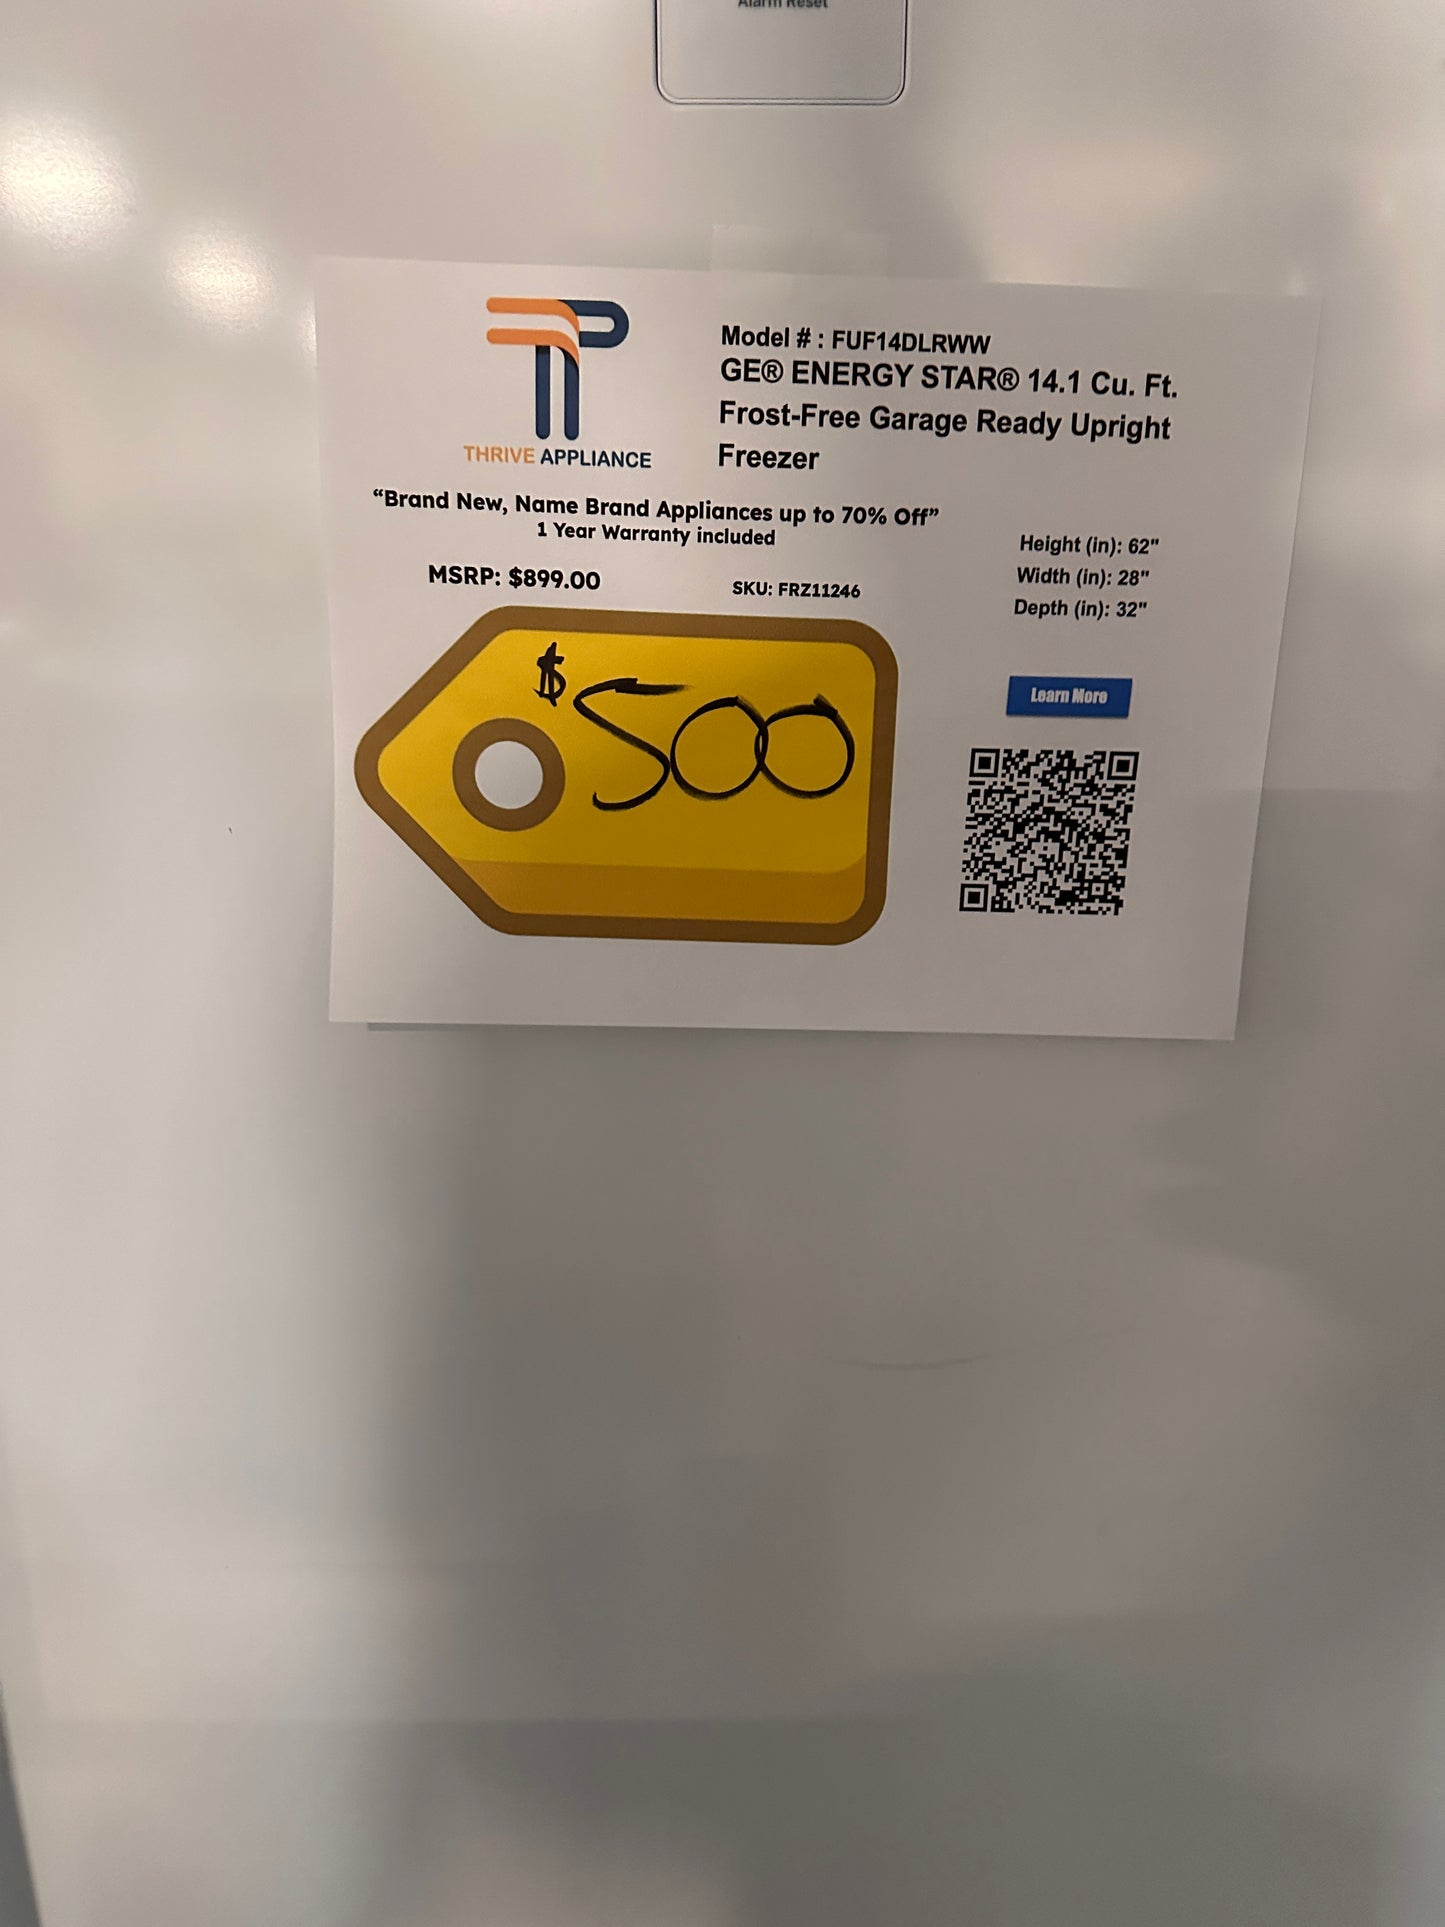 Alarm Reset
THRIVE APPLIANCE
Model # : FUF14DLRWW
GE® ENERGY STAR® 14.1 Cu. Ft.
Frost-Free Garage Ready Upright
Freezer
“Brand New, Name Brand Appliances up to 70% Off”
1 Year Warranty included
MSRP: $899.00
SKU: FRZ11246
Height (in): 62"
Width (in): 28"
Depth (in): 32"
$500
Learn More